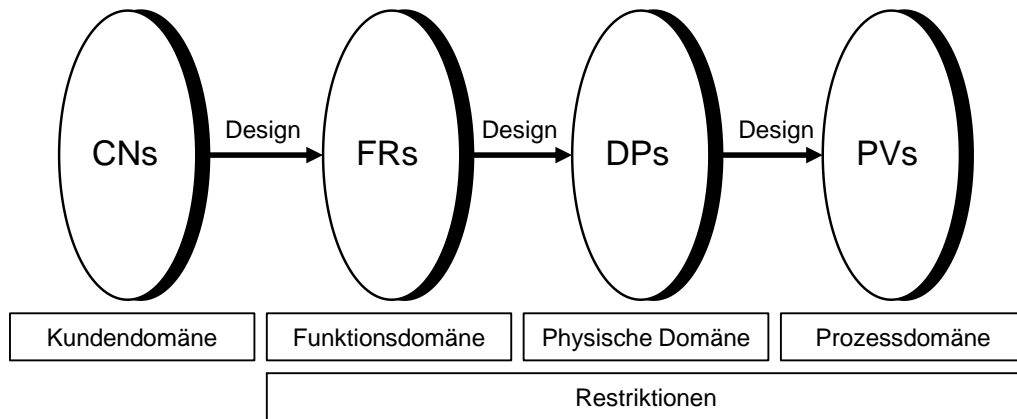 Design Design Design
CNs FRs DPs PVs
Kundendomäne Funktionsdomäne Physische Domäne Prozessdomäne
Restriktionen